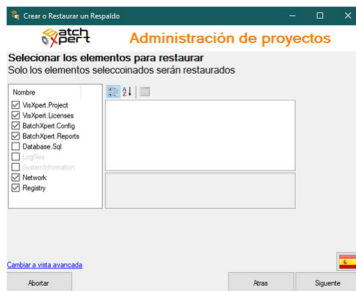 Crear o Restaurar un Respaldo
Batch
Xpert
Administración de proyectos
Selecionar los elementos para restaurar
Solo los elementos seleccoinados serán restaurados
Nombre
VisXpert.Project
VisXpert.Licenses
BatchXpert.Config
BatchXpert.Reports
Database.Sql
Logfiles
SystemInformation
Network
Registry
Cambiar a vista avancada
Abortar
Atras
Siguente